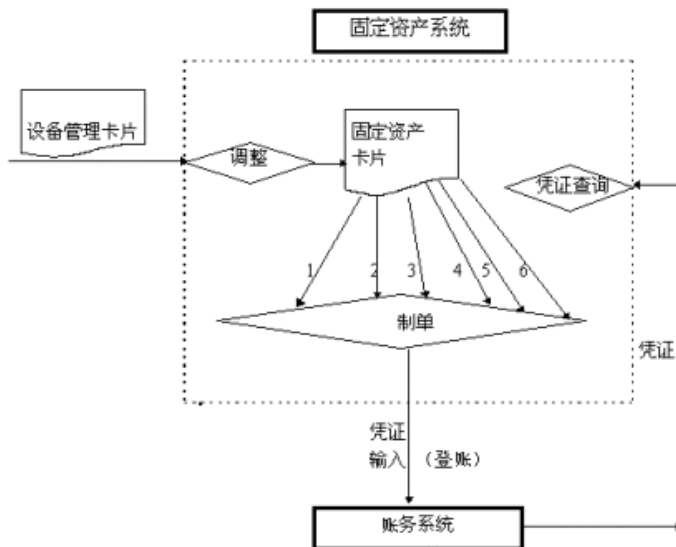 固定资产系统
设备管理卡片
调整
固定资产
卡片
凭证查询
1 2 3 4 5 6
制单
凭证
凭证
输入 （登账）
账务系统